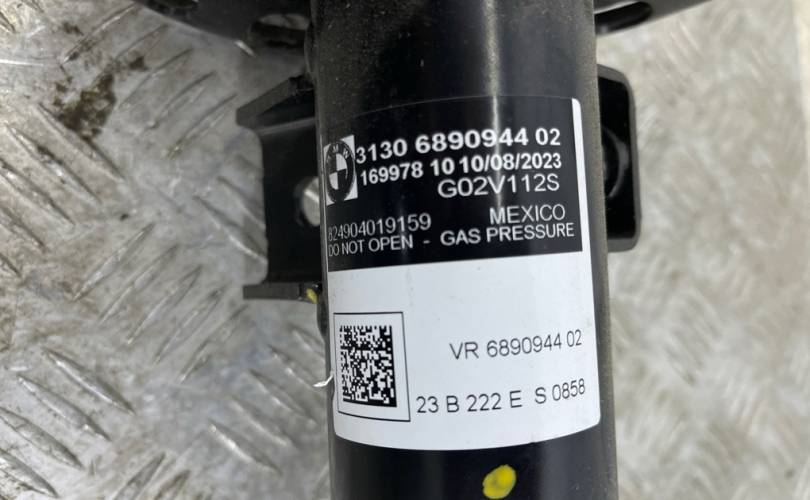 BMW
3130 6890944 02
169978 10 10/08/2023
G02V112S
824904019159 MEXICO
DO NOT OPEN - GAS PRESSURE
VR 6890944 02
23 B 222 E S 0858